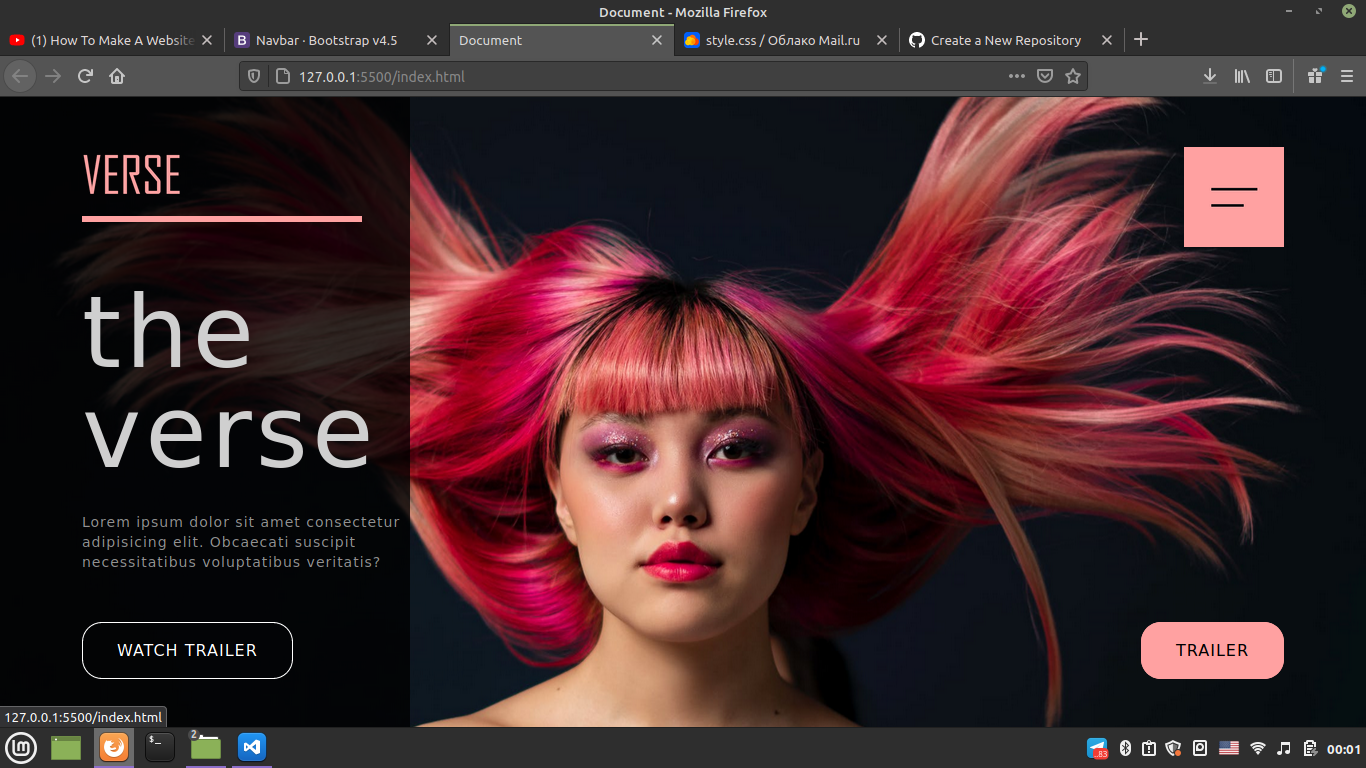 Document - Mozilla Firefox
(1) How To Make A Website
Navbar · Bootstrap v4.5
Document
style.css / Облако Mail.ru
Create a New Repository
127.0.0.1:5500/index.html
VERSE
the
verse
Lorem ipsum dolor sit amet consectetur
adipisicing elit. Obcaecati suscipit
necessitatibus voluptatibus veritatis?
WATCH TRAILER
TRAILER
127.0.0.1:5500/index.html
2
83
00:01